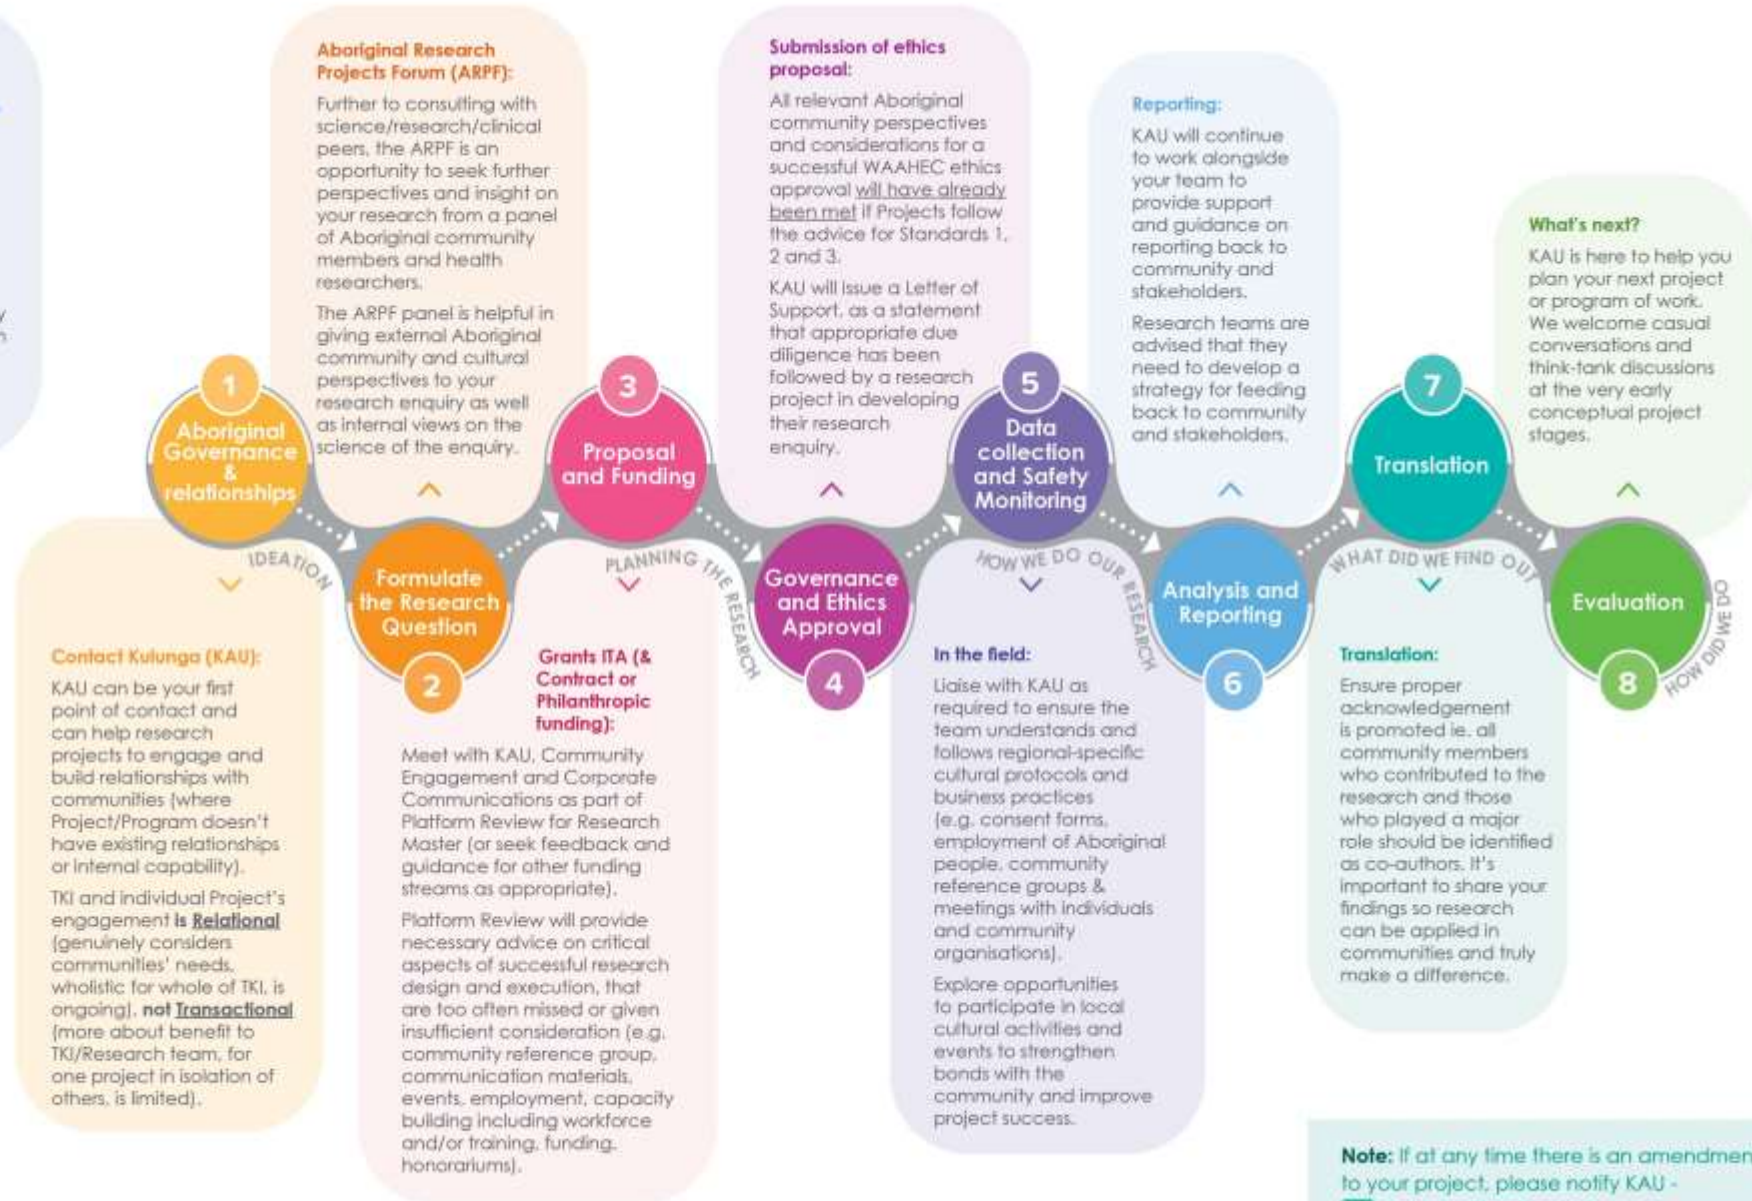 1
Aboriginal
Governance
&
relationships
IDEATION
Contact Kulunga (KAU):
KAU can be your first
point of contact and
can help research
projects to engage and
build relationships with
communities (where
Project/Program doesn't
have existing relationships
or internal capability).
TKI and individual Project's
engagement is Relational
(genuinely considers
communities' needs,
wholistic for whole of TKI, is
ongoing), not Transactional
(more about benefit to
TKI/Research team, for
one project in isolation of
others, is limited).
Aboriginal Research
Projects Forum (ARPF):
Further to consulting with
science/research/clinical
peers, the ARPF is an
opportunity to seek further
perspectives and insight on
your research from a panel
of Aboriginal community
members and health
researchers.
The ARPF panel is helpful in
giving external Aboriginal
community and cultural
perspectives to your
research enquiry as well
as internal views on the
science of the enquiry.
Formulate
the Research
Question
2
3
Proposal
and Funding
PLANNING THE RESEARCH
Grants ITA (&
Contract or
Philanthropic
funding):
Meet with KAU, Community
Engagement and Corporate
Communications as part of
Platform Review for Research
Master (or seek feedback and
guidance for other funding
streams as appropriate).
Platform Review will provide
necessary advice on critical
aspects of successful research
design and execution, that
are too often missed or given
insufficient consideration (e.g.
community reference group,
communication materials,
events, employment, capacity
building including workforce
and/or training, funding,
honorariums).
Submission of ethics
proposal:
All relevant Aboriginal
community perspectives
and considerations for a
successful WAAHEC ethics
approval will have already
been met if Projects follow
the advice for Standards 1,
2 and 3.
KAU will issue a Letter of
Support, as a statement
that appropriate due
diligence has been
followed by a research
project in developing
their research
enquiry.
Governance
and Ethics
Approval
4
5
Data
collection
and Safety
Monitoring
HOW WE DO OUR RESEARCH
In the field:
Liaise with KAU as
required to ensure the
team understands and
follows regional-specific
cultural protocols and
business practices
(e.g. consent forms,
employment of Aboriginal
people, community
reference groups &
meetings with individuals
and community
organisations).
Explore opportunities
to participate in local
cultural activities and
events to strengthen
bonds with the
community and improve
project success.
Reporting:
KAU will continue
to work alongside
your team to
provide support
and guidance on
reporting back to
community and
stakeholders.
Research teams are
advised that they
need to develop a
strategy for feeding
back to community
and stakeholders.
Analysis and
Reporting
6
7
Translation
WHAT DID WE FIND OUT
Translation:
Ensure proper
acknowledgement
is promoted ie. all
community members
who contributed to the
research and those
who played a major
role should be identified
as co-authors. It's
important to share your
findings so research
can be applied in
communities and truly
make a difference.
What's next?
KAU is here to help you
plan your next project
or program of work.
We welcome casual
conversations and
think-tank discussions
at the very early
conceptual project
stages.
Evaluation
8
HOW DID WE DO
Note: If at any time there is an amendmen
to your project, please notify KAU -